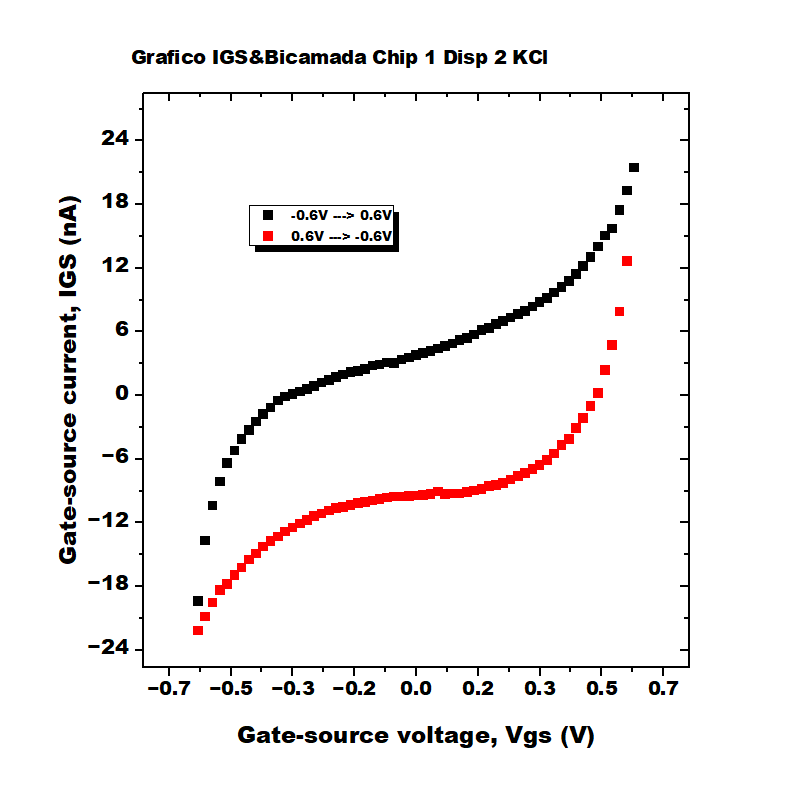 Grafico IGS&Bicamada Chip 1 Disp 2 KCl
24
18
12
6
0
−6
−12
−18
−24
Gate-source current, IGS (nA)
-0.6V ---> 0.6V
0.6V ---> -0.6V
−0.7 −0.5 −0.3 −0.2 0.0 0.2 0.3 0.5 0.7
Gate-source voltage, Vgs (V)